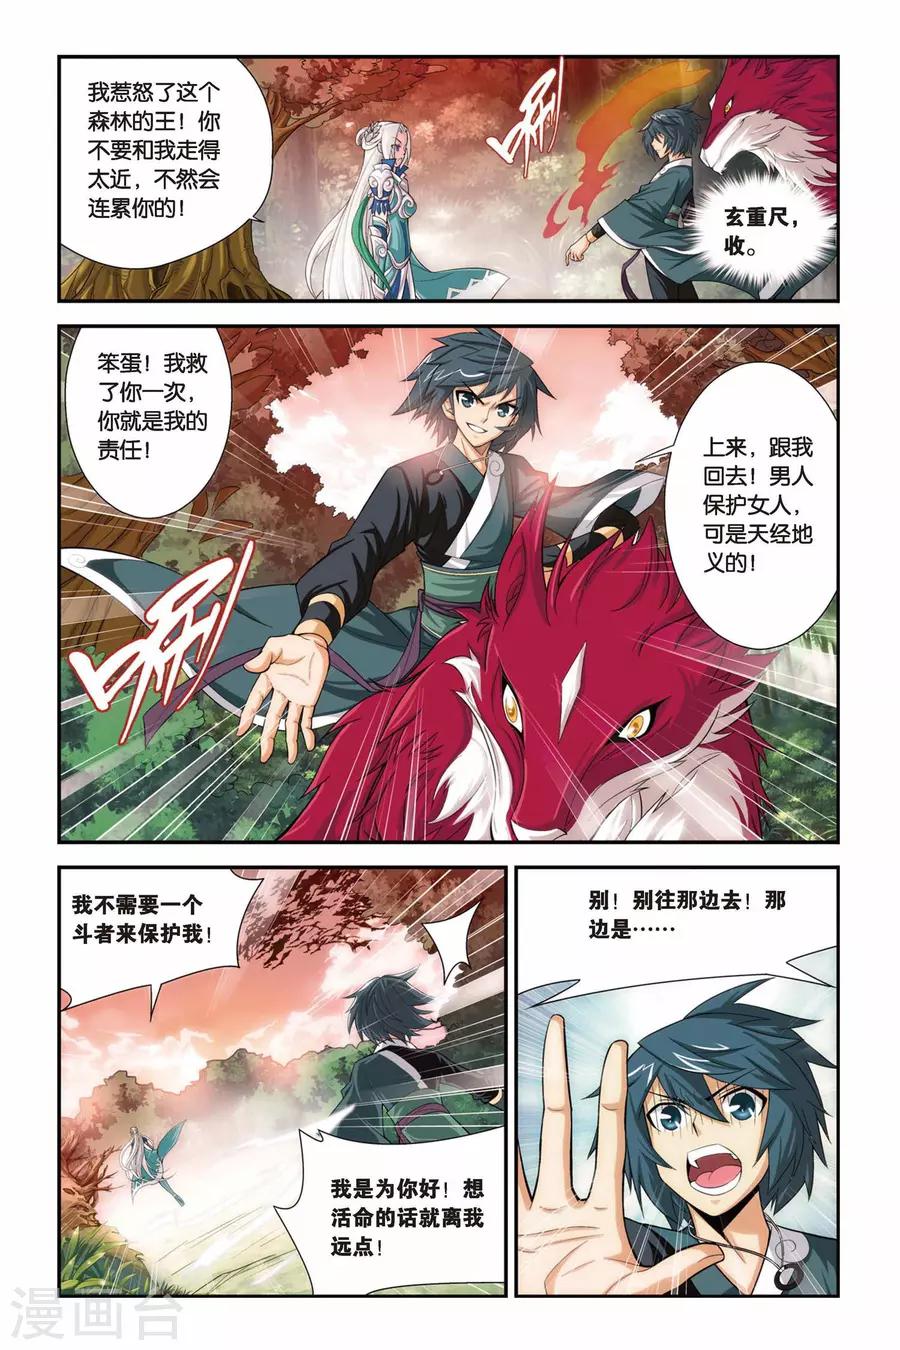 我惹怒了这个
森林的王！你
不要和我走得
太近，不然会
连累你的！
唰
玄重尺，
收。
笨蛋！我救
了你一次，
你就是我的
责任！
上来，跟我
回去！男人
保护女人，
可是天经地
义的！
唰
我不需要一个
斗者来保护我！
我是为你好！想
活命的话就离我
远点！
别！别往那边去！那
边是……
漫画台